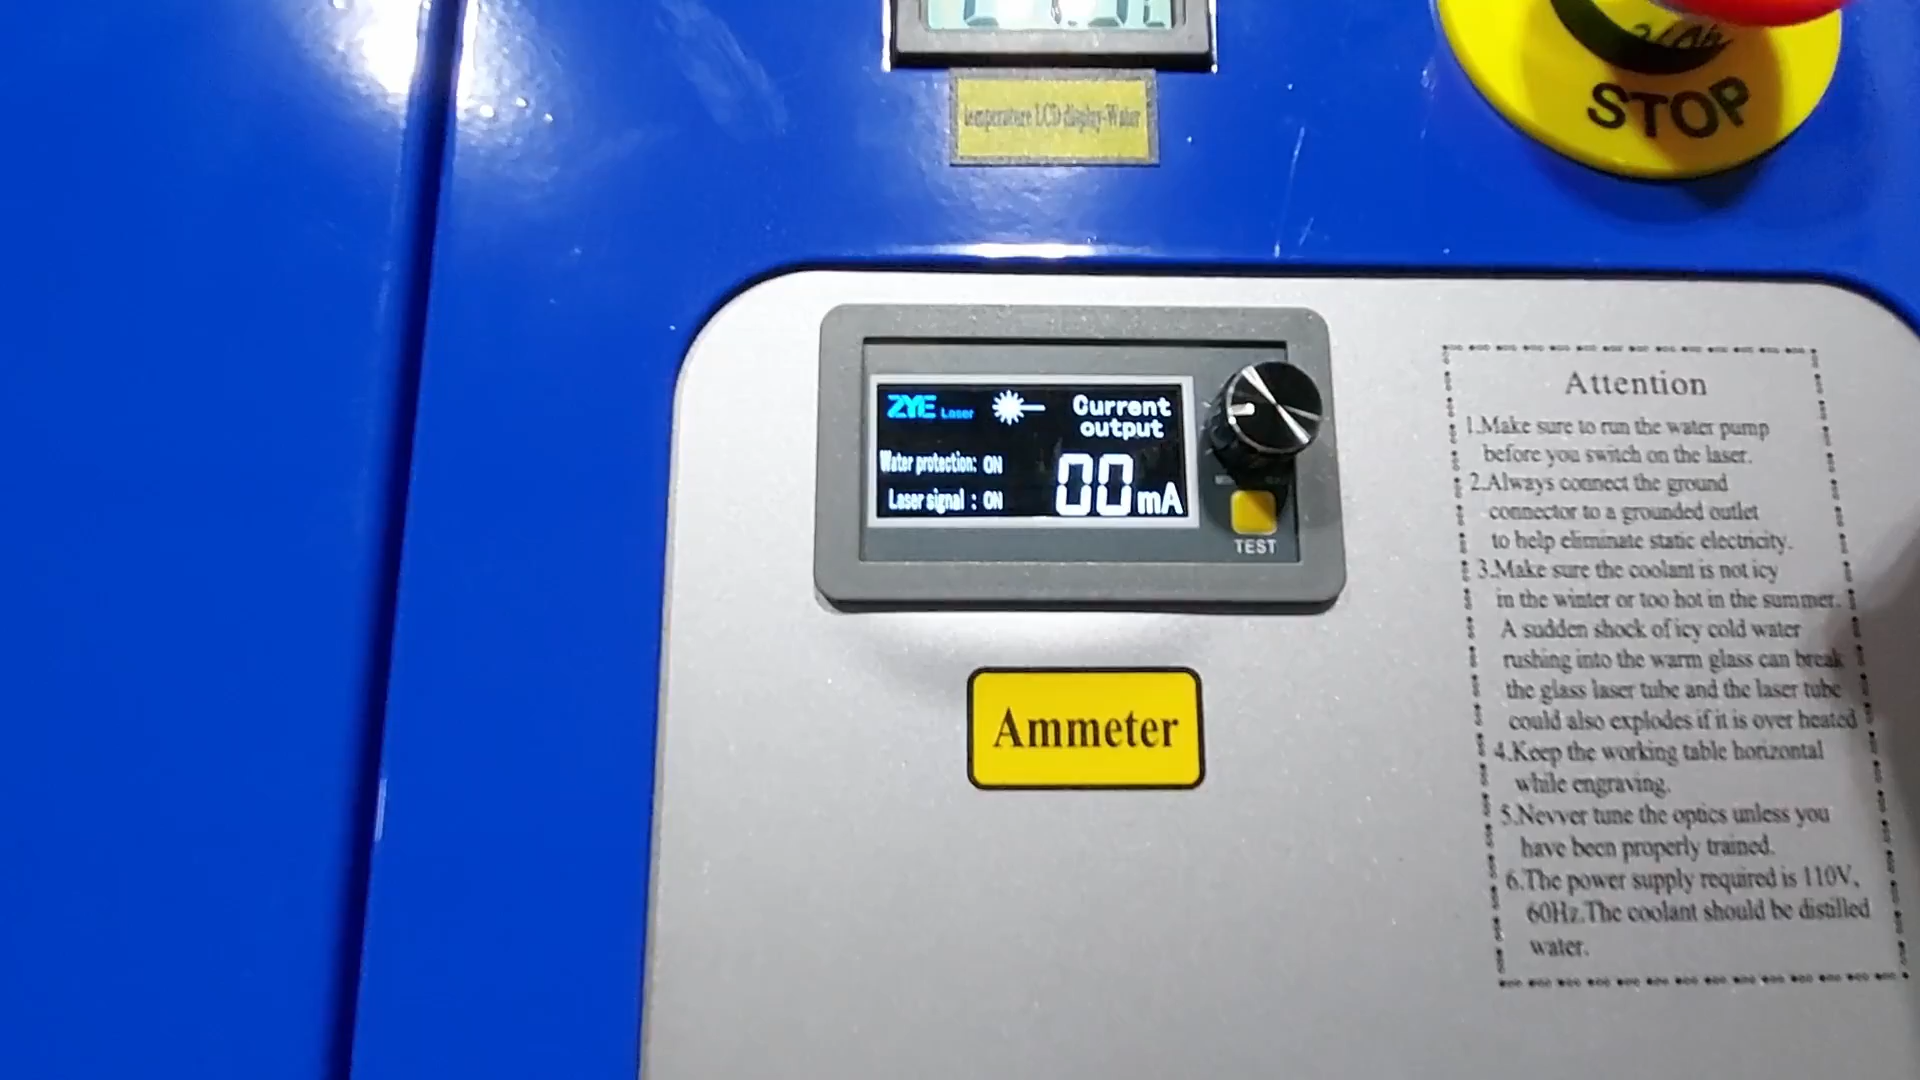 temperature LCD display-Water
STOP
ZYE Laser
Current
output
Water protection: ON
Laser signal : ON
00mA
TEST
Ammeter
Attention
1.Make sure to run the water pump
before you switch on the laser.
2.Always connect the ground
connector to a grounded outlet
to help eliminate static electricity.
3.Make sure the coolant is not icy
in the winter or too hot in the summer.
A sudden shock of icy cold water
rushing into the warm glass can break
the glass laser tube and the laser tube
could also explodes if it is over heated
4.Keep the working table horizontal
while engraving.
5.Nevver tune the optics unless you
have been properly trained.
6.The power supply required is 110V,
60Hz.The coolant should be distilled
water.